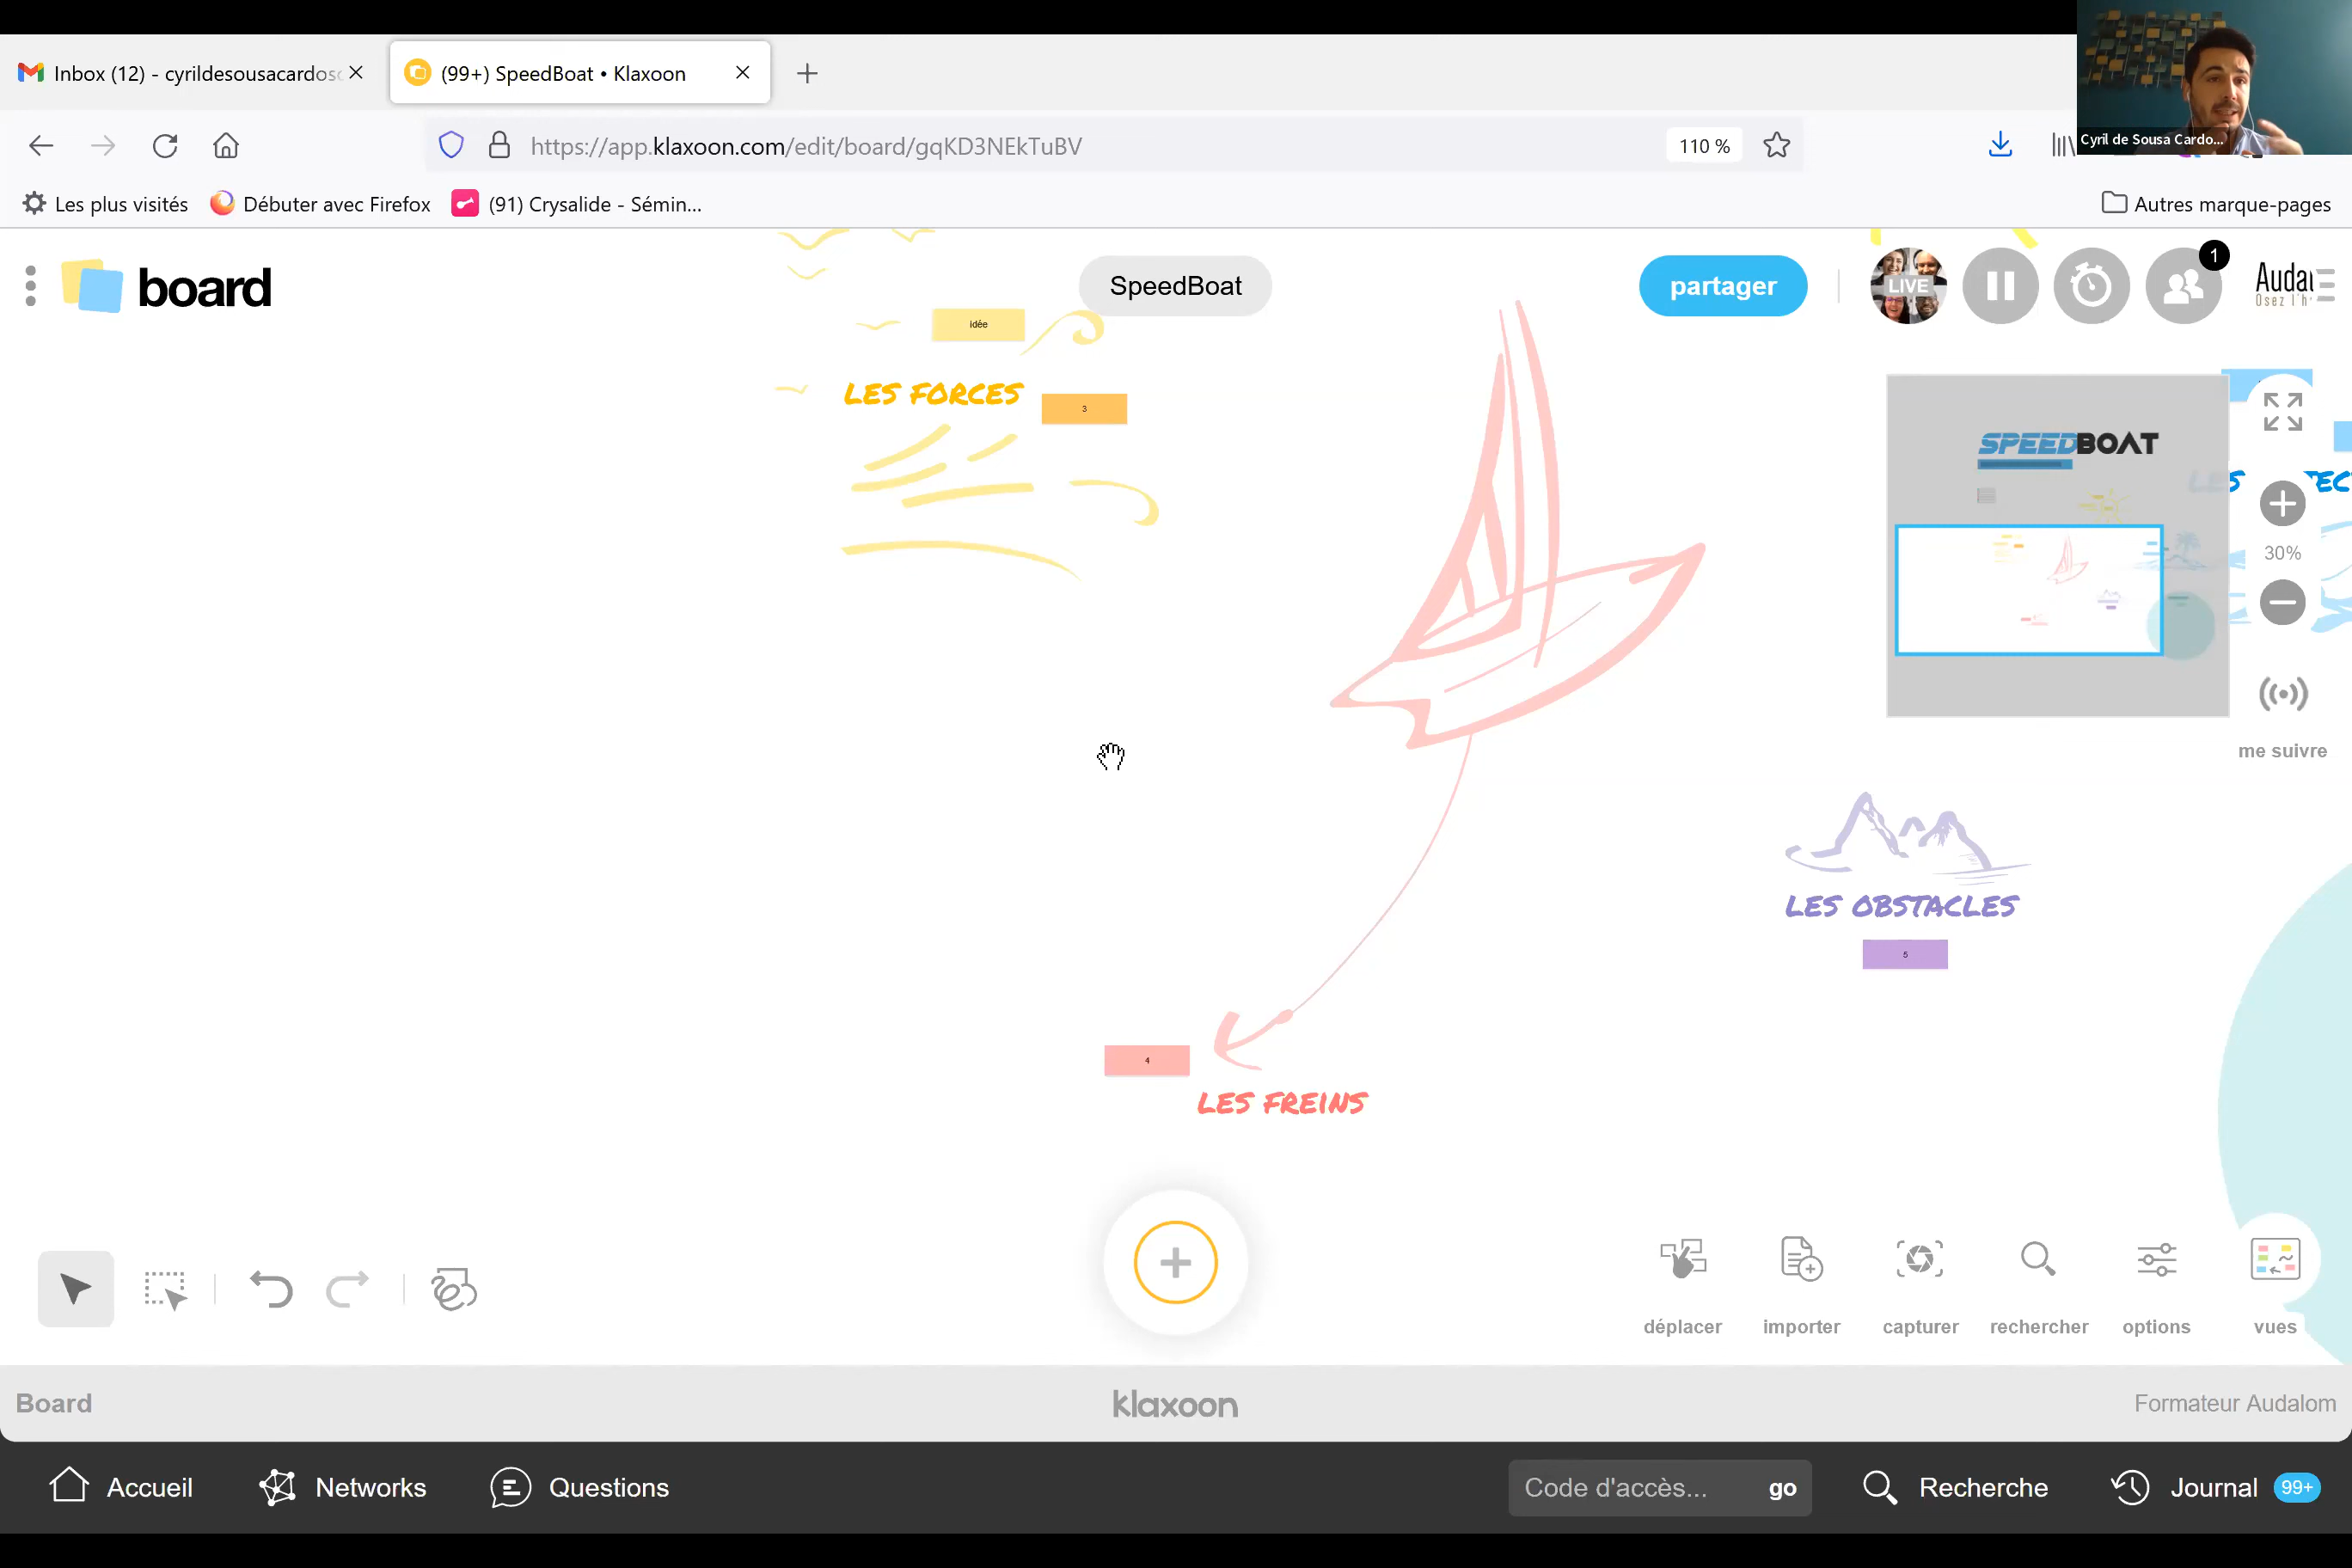 Inbox (12) - cyrildesousacardoso
(99+) SpeedBoat • Klaxoon
Cyril de Sousa Cardo...
https://app.klaxoon.com/edit/board/gqKD3NEkTuBV
110 %
Les plus visités
Débuter avec Firefox
(91) Crysalide - Sémin...
Autres marque-pages
board
SpeedBoat
partager
LIVE
1
Osez l'h
idée
LES FORCES
3
SPEEDBOAT
LES
30%
me suivre
LES OBSTACLES
5
4
LES FREINS
déplacer
importer
capturer
rechercher
options
vues
Board
klaxoon
Formateur Audalom
Accueil
Networks
Questions
Code d'accès...
go
Recherche
Journal
99+